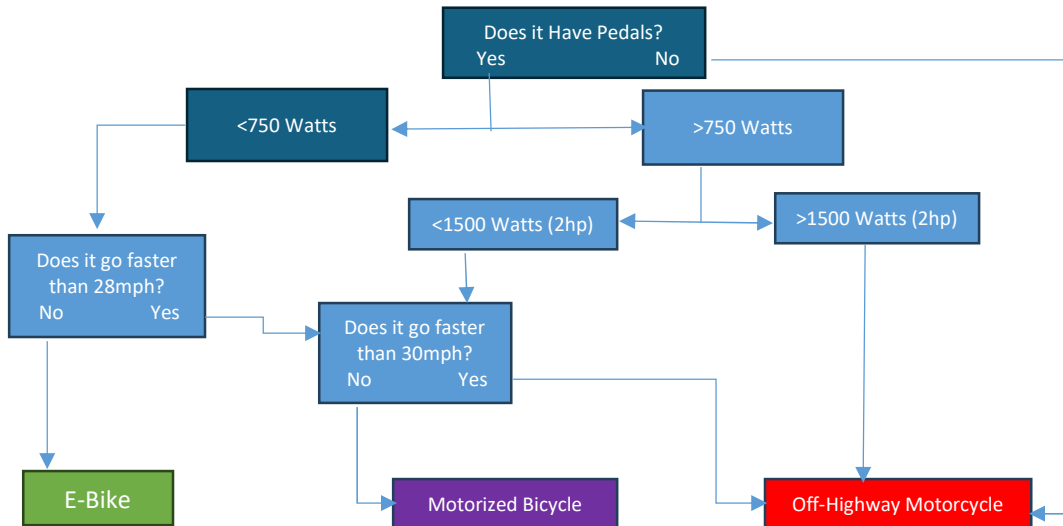 Does it Have Pedals?
Yes No
<750 Watts
>750 Watts
<1500 Watts (2hp)
>1500 Watts (2hp)
Does it go faster
than 28mph?
No Yes
Does it go faster
than 30mph?
No Yes
E-Bike
Motorized Bicycle
Off-Highway Motorcycle